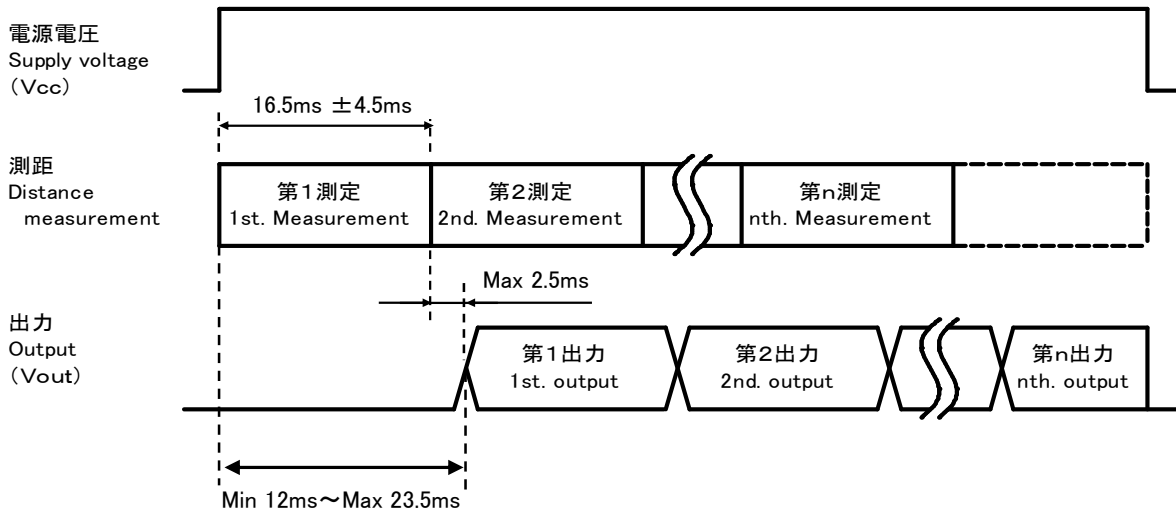 電源電圧
Supply voltage
(Vcc)
16.5ms ±4.5ms
測距
Distance
measurement
第1測定
1st. Measurement
第2測定
2nd. Measurement
第n測定
nth. Measurement
Max 2.5ms
出力
Output
(Vout)
第1出力
1st. output
第2出力
2nd. output
第n出力
nth. output
Min 12ms～Max 23.5ms